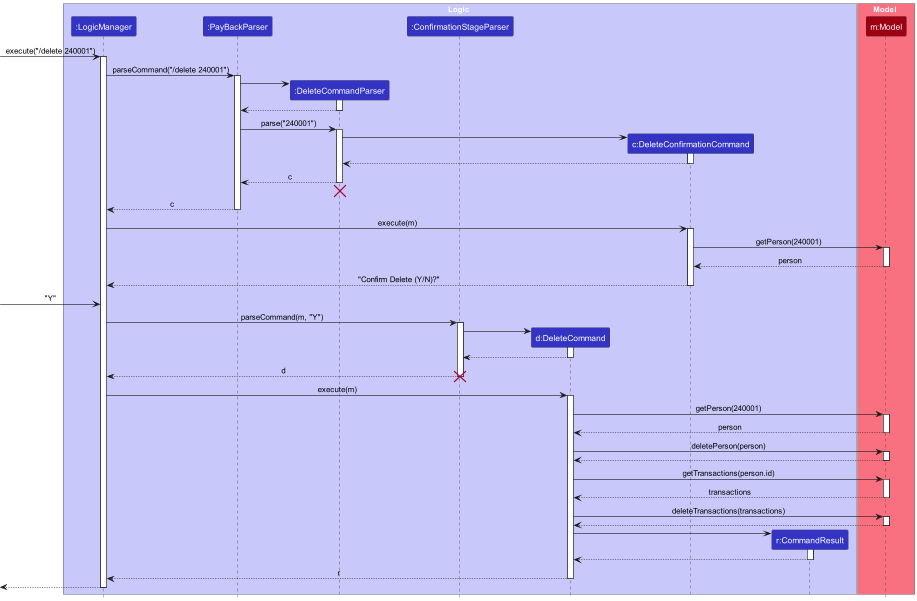 Logic
Model
:LogicManager
:PayBackParser
:ConfirmationStageParser
m:Model
execute("/delete 240001")
parseCommand("/delete 240001")
:DeleteCommandParser
parse("240001")
c:DeleteConfirmationCommand
c
c
execute(m)
getPerson(240001)
person
"Confirm Delete (Y/N)?"
"Y"
parseCommand(m, "Y")
d:DeleteCommand
d
execute(m)
getPerson(240001)
person
deletePerson(person)
getTransactions(person.id)
transactions
deleteTransactions(transactions)
r:CommandResult
r